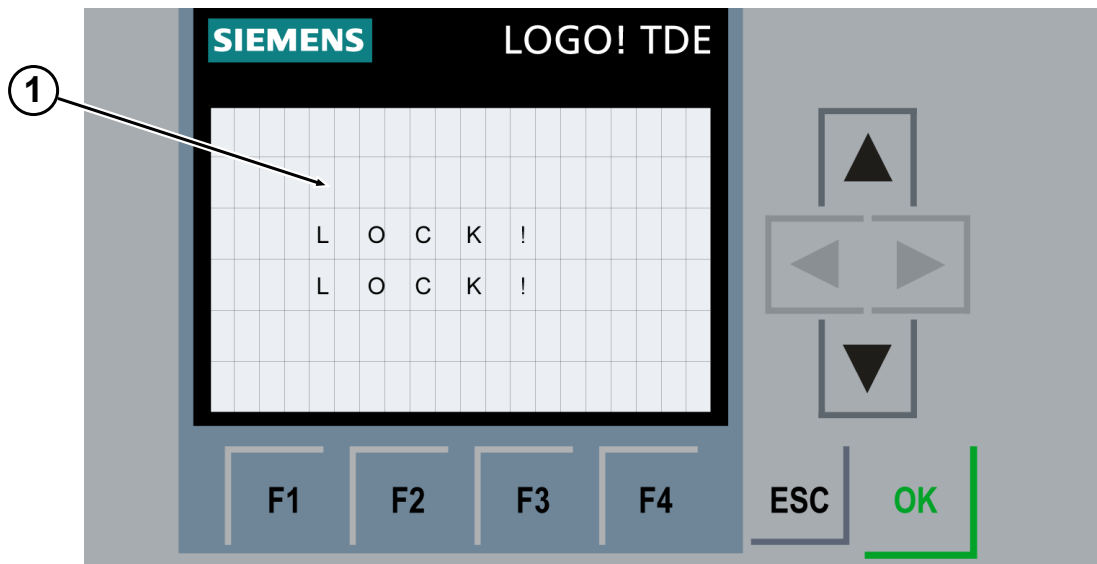 SIEMENS LOGO! TDE
1
L O C K !
L O C K !
F1 F2 F3 F4 ESC OK